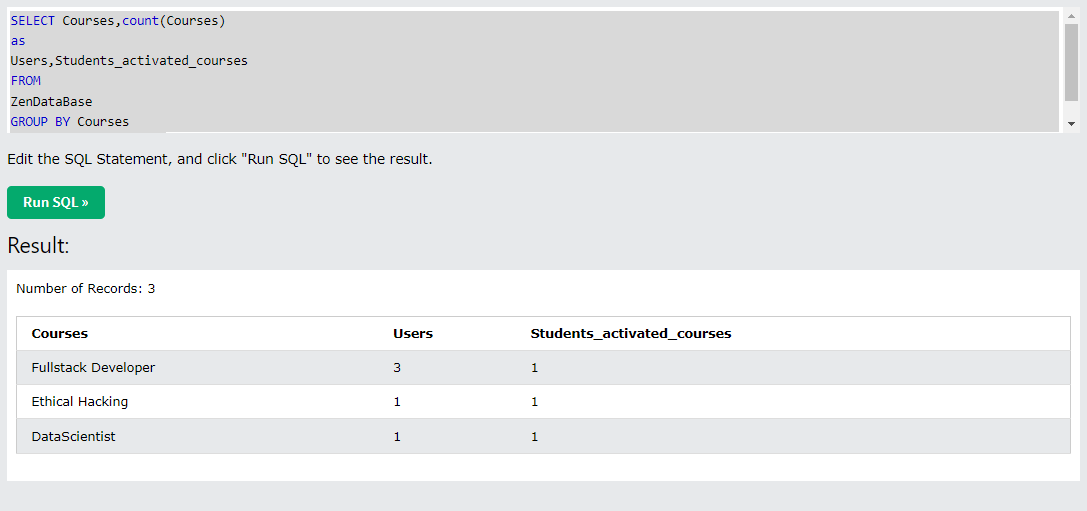 SELECT Courses,count(Courses)
as
Users,Students_activated_courses
FROM
ZenDataBase
GROUP BY Courses
Edit the SQL Statement, and click "Run SQL" to see the result.
Run SQL »
Result:
Number of Records: 3
Courses Users Students_activated_courses
Fullstack Developer 3 1
Ethical Hacking 1 1
DataScientist 1 1